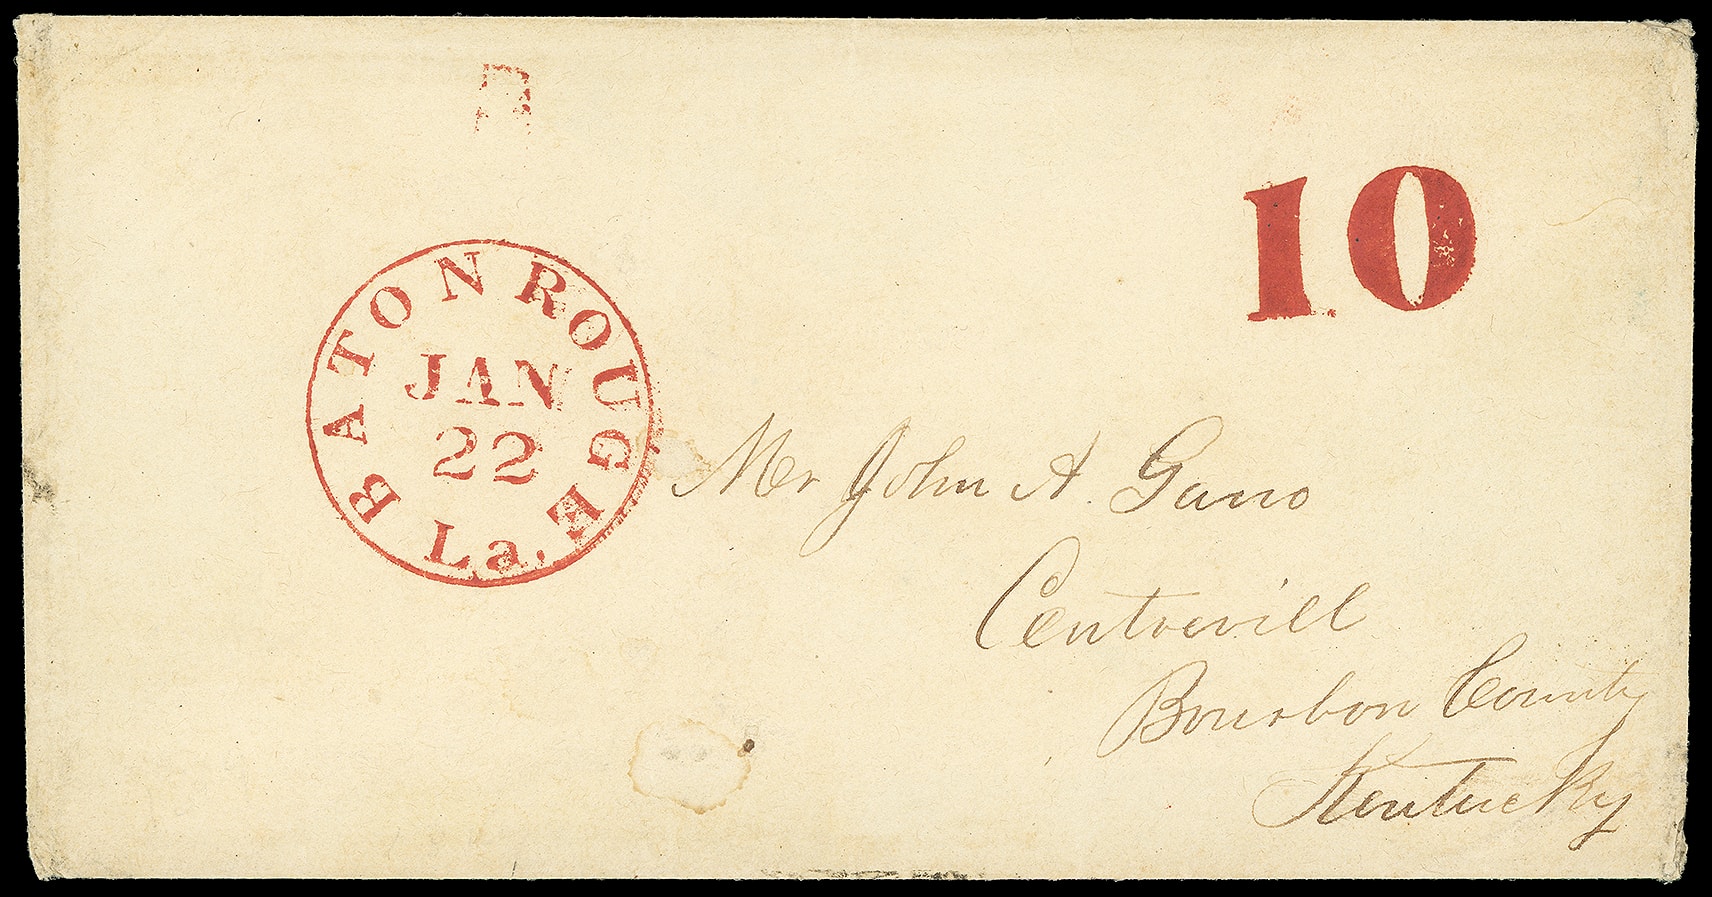 10
BATON ROUGE
JAN
22
La.
Mr John A. Gano
Centrevill
Bourbon County
Kentucky